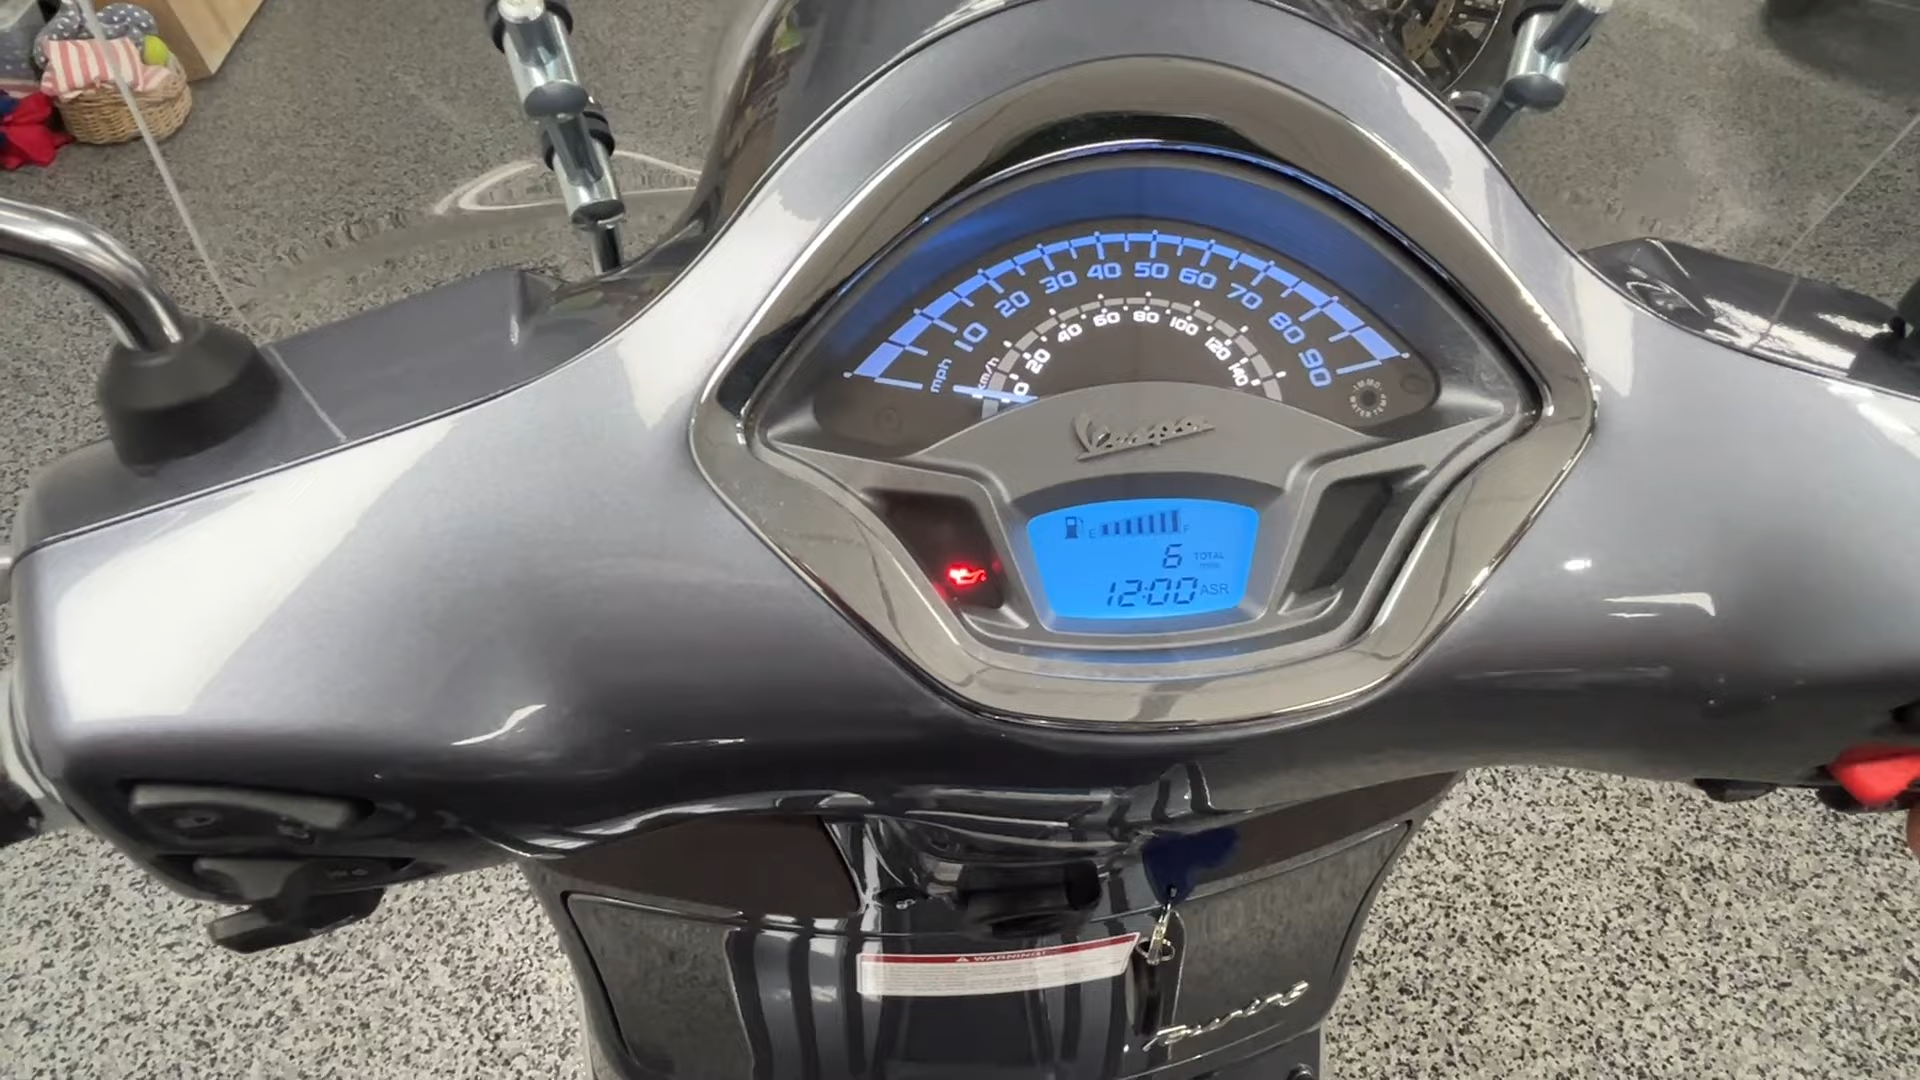 mph 10 20 30 40 50 60 70 80 90
km/h 0 20 40 60 80 100 120 140
IMMO
WATER TEMP
Vespa
E F
6 TOTAL
12:00 ASR
WARNING!
Touring